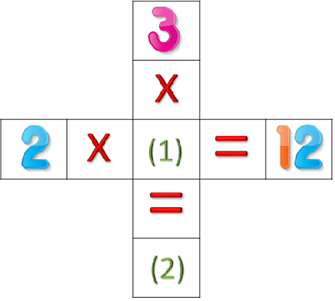 3
X
2 X (1) = 12
=
(2)